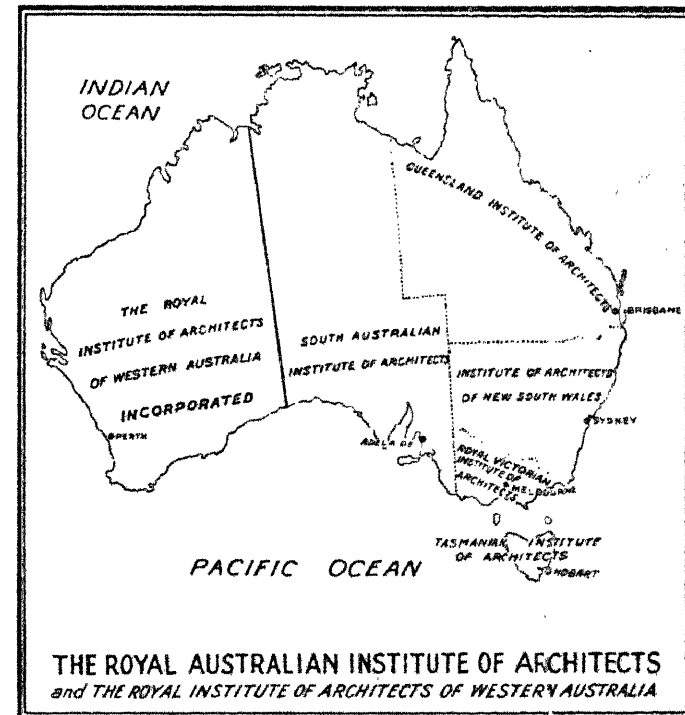 INDIAN
OCEAN
QUEENSLAND INSTITUTE OF ARCHITECTS
BRISBANE
THE ROYAL
INSTITUTE OF ARCHITECTS
OF WESTERN AUSTRALIA
INCORPORATED
PERTH
SOUTH AUSTRALIAN
INSTITUTE OF ARCHITECTS
INSTITUTE OF ARCHITECTS
OF NEW SOUTH WALES
SYDNEY
ADELAIDE
ROYAL VICTORIAN
INSTITUTE OF
ARCHITECTS
MELBOURNE
TASMANIAN INSTITUTE
OF ARCHITECTS
HOBART
PACIFIC OCEAN
THE ROYAL AUSTRALIAN INSTITUTE OF ARCHITECTS
and THE ROYAL INSTITUTE OF ARCHITECTS OF WESTERN AUSTRALIA